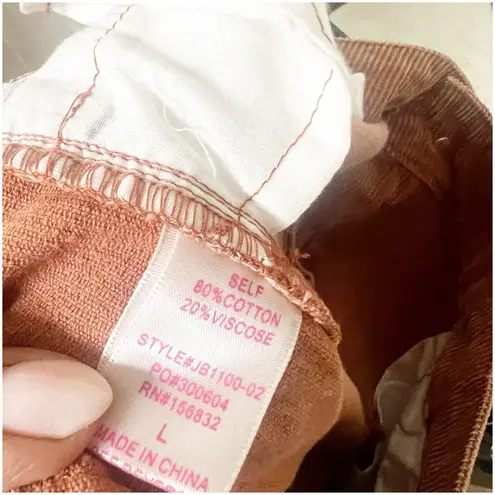 SELF
80%COTTON
20%VISCOSE
STYLE#JB1100-02
PO#300604
RN#156832
L
MADE IN CHINA